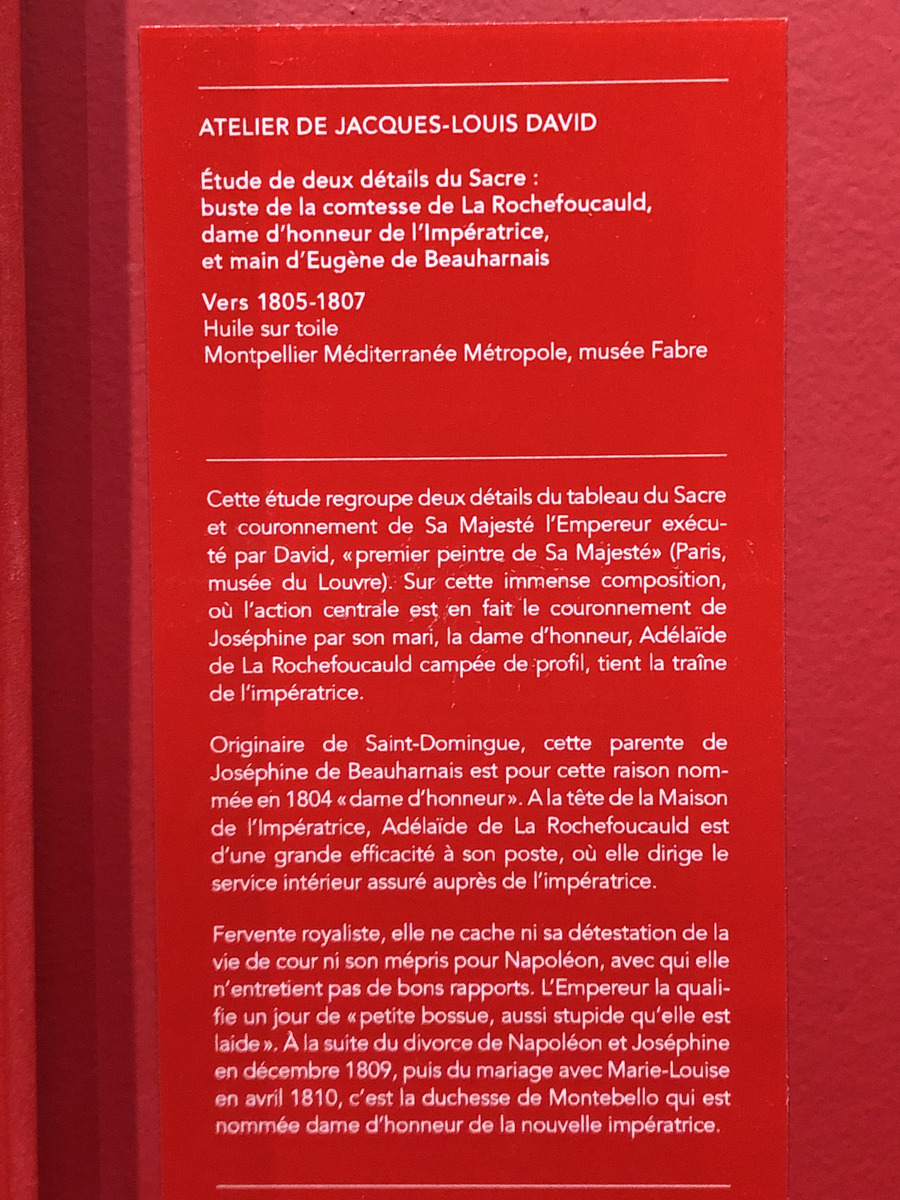 ATELIER DE JACQUES-LOUIS DAVID
Étude de deux détails du Sacre :
buste de la comtesse de La Rochefoucauld,
dame d'honneur de l'Impératrice,
et main d'Eugène de Beauharnais
Vers 1805-1807
Huile sur toile
Montpellier Méditerranée Métropole, musée Fabre
Cette étude regroupe deux détails du tableau du Sacre
et couronnement de Sa Majesté l'Empereur exécu-
té par David, «premier peintre de Sa Majesté» (Paris,
musée du Louvre). Sur cette immense composition,
où l'action centrale est en fait le couronnement de
Joséphine par son mari, la dame d'honneur, Adélaïde
de La Rochefoucauld campée de profil, tient la traîne
de l'impératrice.
Originaire de Saint-Domingue, cette parente de
Joséphine de Beauharnais est pour cette raison nom-
mée en 1804 «dame d'honneur». A la tête de la Maison
de l'Impératrice, Adélaïde de La Rochefoucauld est
d'une grande efficacité à son poste, où elle dirige le
service intérieur assuré auprès de l'impératrice.
Fervente royaliste, elle ne cache ni sa détestation de la
vie de cour ni son mépris pour Napoléon, avec qui elle
n'entretient pas de bons rapports. L'Empereur la quali-
fie un jour de «petite bossue, aussi stupide qu'elle est
laide». À la suite du divorce de Napoléon et Joséphine
en décembre 1809, puis du mariage avec Marie-Louise
en avril 1810, c'est la duchesse de Montebello qui est
nommée dame d'honneur de la nouvelle impératrice.